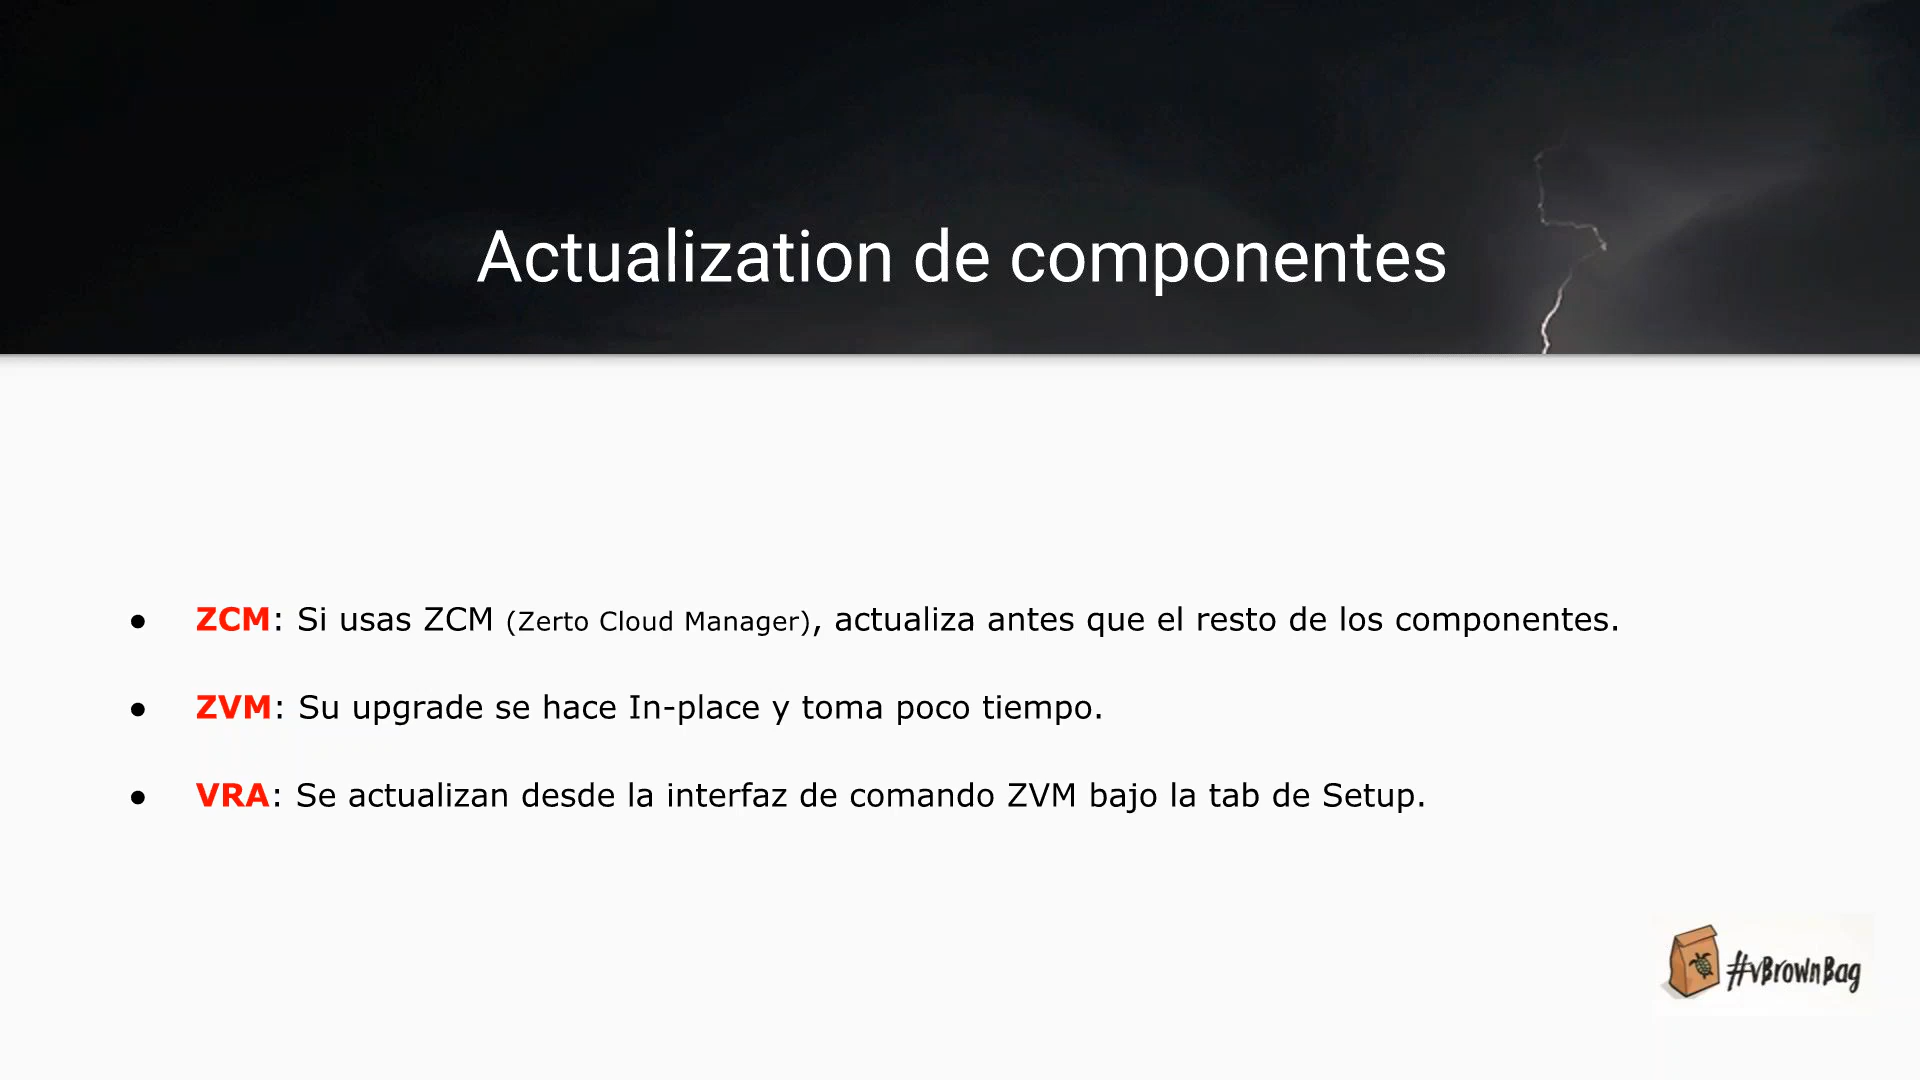 Actualization de componentes
● ZCM: Si usas ZCM (Zerto Cloud Manager), actualiza antes que el resto de los componentes.
● ZVM: Su upgrade se hace In-place y toma poco tiempo.
● VRA: Se actualizan desde la interfaz de comando ZVM bajo la tab de Setup.
#vBrownBag